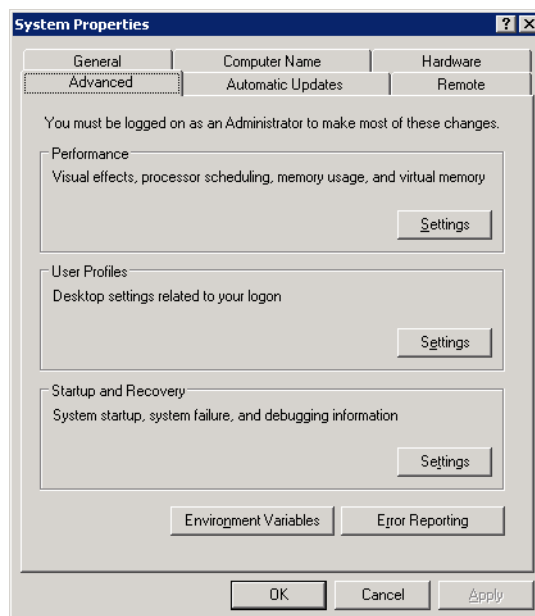 System Properties
General Computer Name Hardware
Advanced Automatic Updates Remote
You must be logged on as an Administrator to make most of these changes.
Performance
Visual effects, processor scheduling, memory usage, and virtual memory
Settings
User Profiles
Desktop settings related to your logon
Settings
Startup and Recovery
System startup, system failure, and debugging information
Settings
Environment Variables Error Reporting
OK Cancel Apply